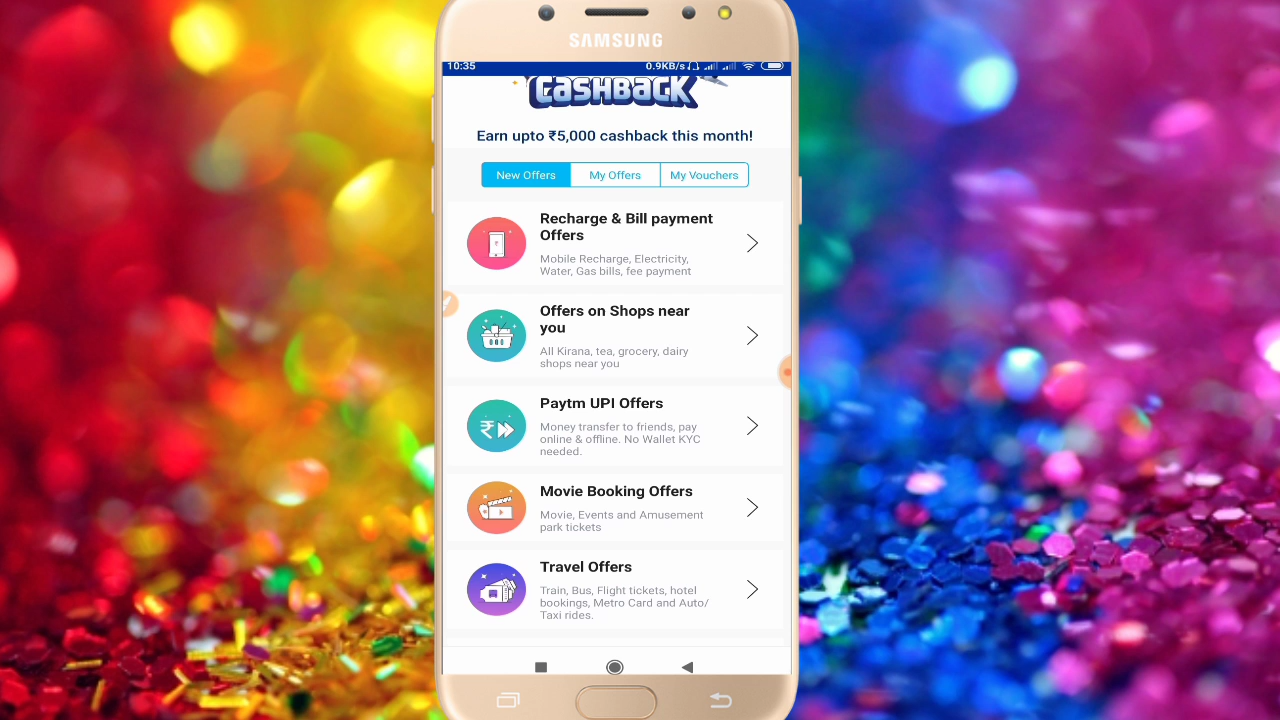 SAMSUNG
10:35
0.9KB/s
CASHBACK
Earn upto ₹5,000 cashback this month!
New Offers
My Offers
My Vouchers
Recharge & Bill payment
Offers
Mobile Recharge, Electricity,
Water, Gas bills, fee payment
Offers on Shops near
you
All Kirana, tea, grocery, dairy
shops near you
Paytm UPI Offers
Money transfer to friends, pay
online & offline. No Wallet KYC
needed.
Movie Booking Offers
Movie, Events and Amusement
park tickets
Travel Offers
Train, Bus, Flight tickets, hotel
bookings, Metro Card and Auto/
Taxi rides.